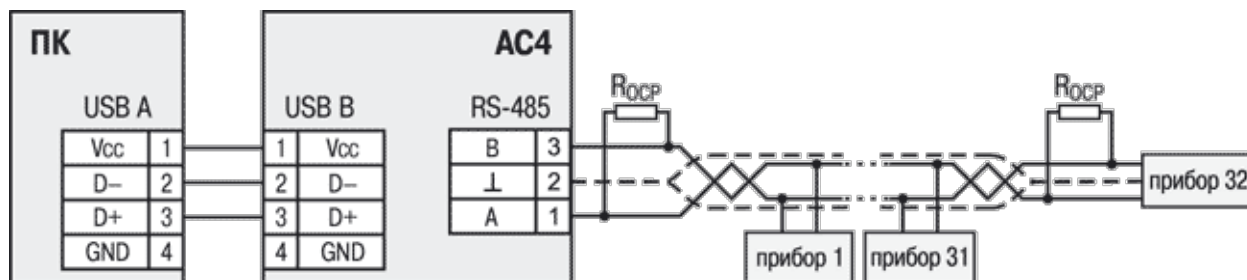 ПК
АС4
USB A
USB B
RS-485
Vcc 1
D– 2
D+ 3
GND 4
1 Vcc
2 D–
3 D+
4 GND
B 3
⊥ 2
A 1
RОСР
RОСР
прибор 1
прибор 31
прибор 32